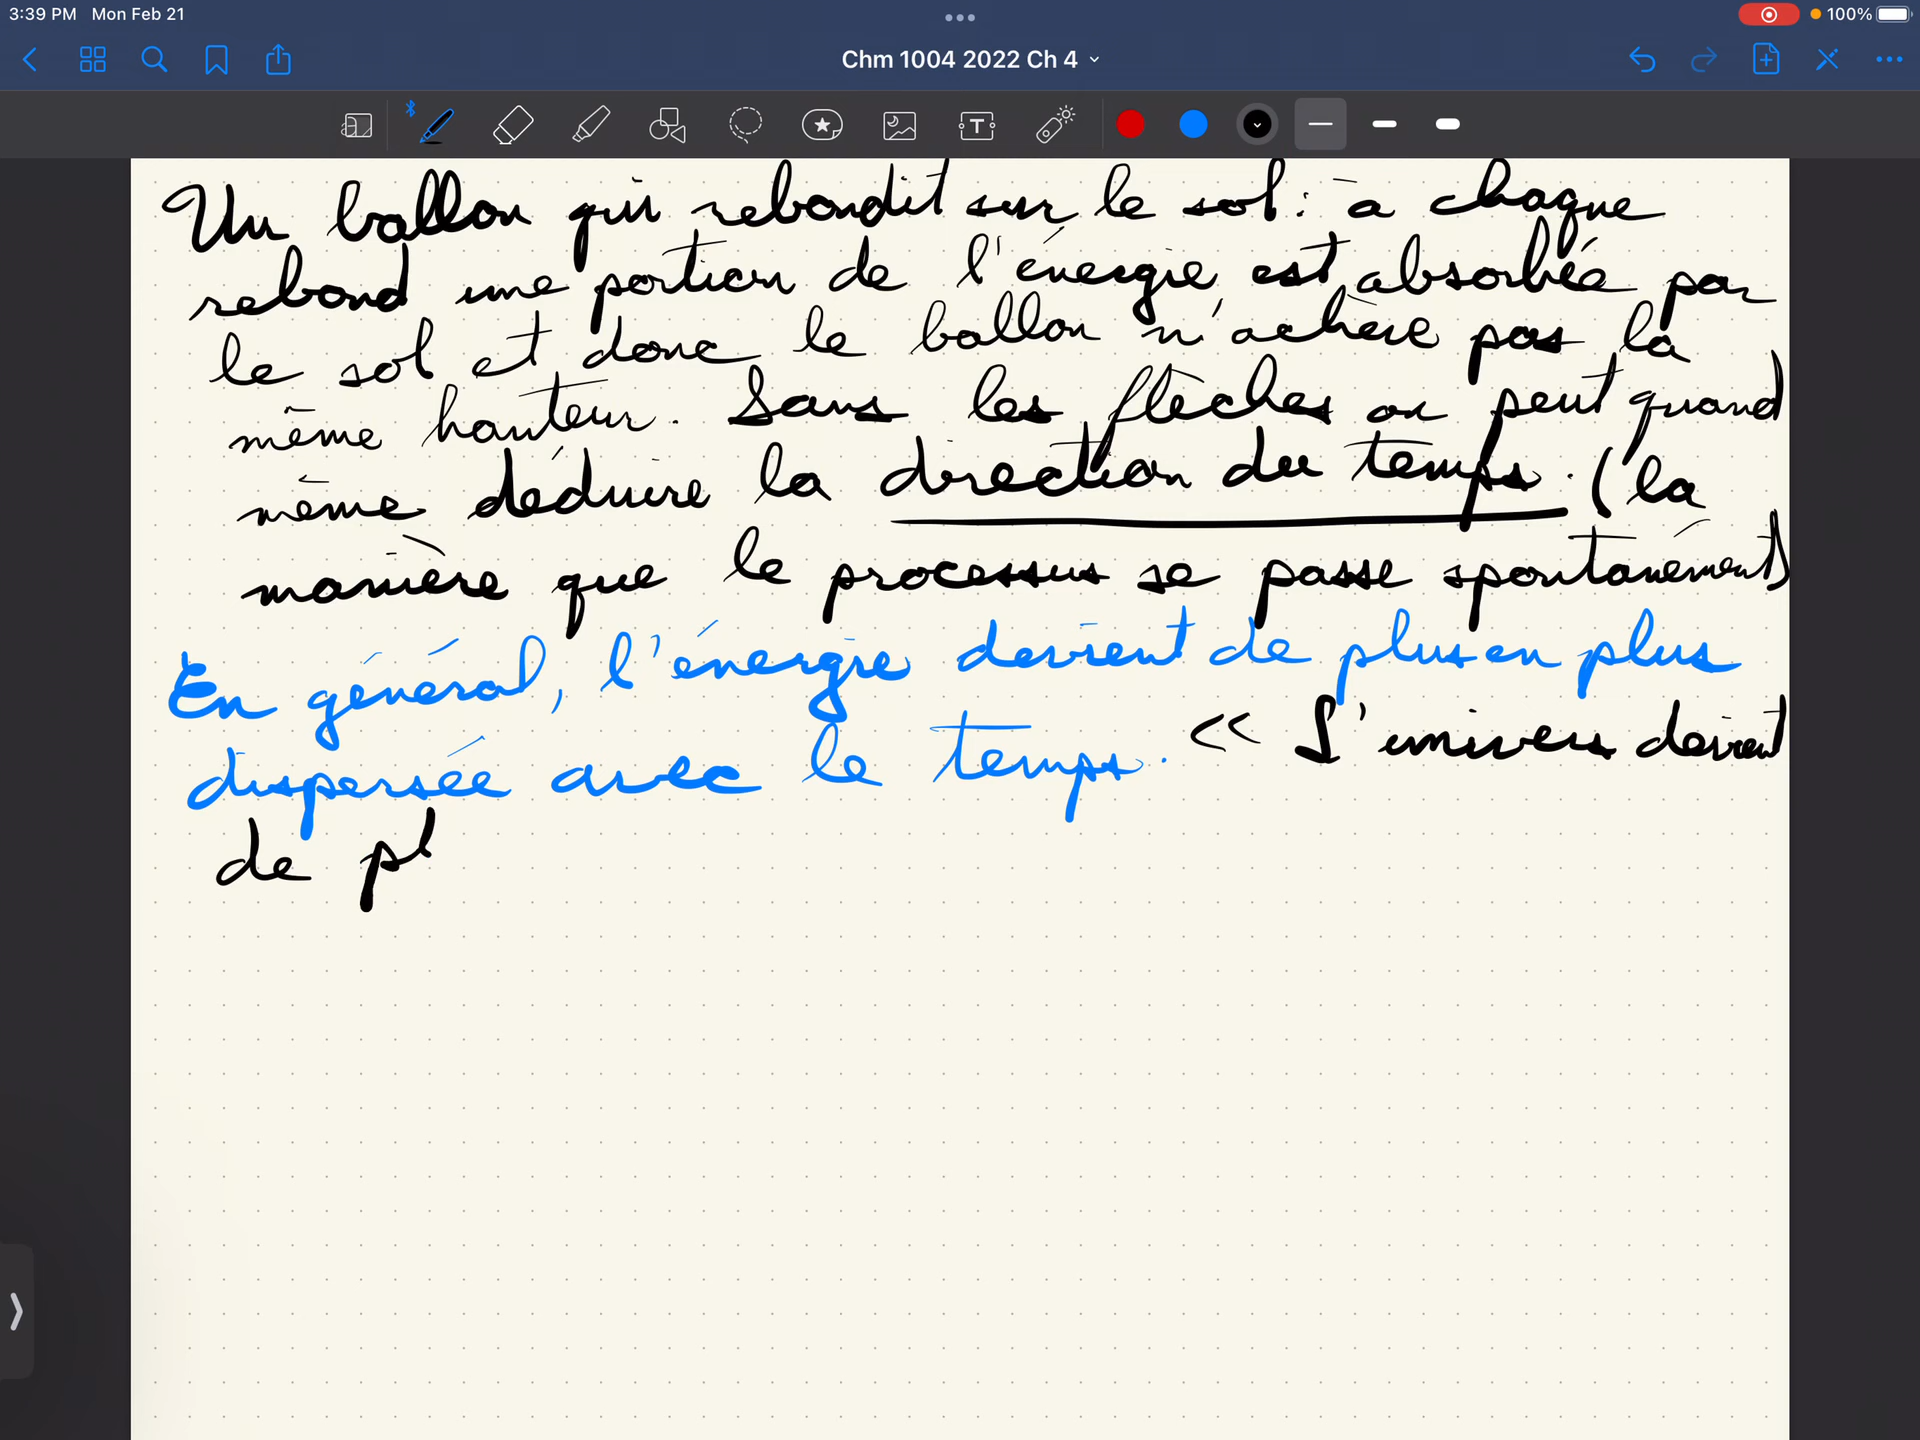 3:39 PM Mon Feb 21
100%
Chm 1004 2022 Ch 4
Un ballon qui rebondit sur le sol : à chaque
rebond une portion de l'énergie est absorbée par
le sol et donc le ballon n'achève pas la
même hauteur. Sans les flèches on peut quand
même déduire la direction du temps. (la
manière que le processus se passe spontanément)
En général, l'énergie devient de plus en plus
dispersée avec le temps. << L'univers devient
de pl